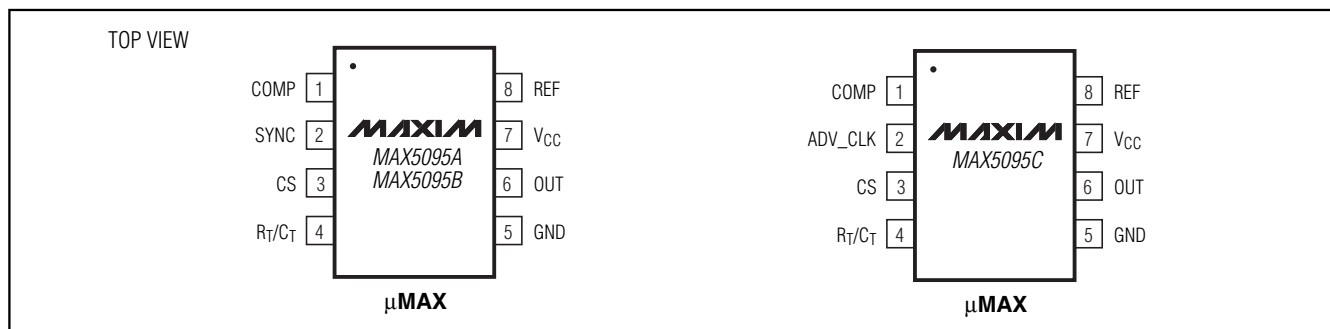 TOP VIEW
COMP 1
SYNC 2
CS 3
RT/CT 4
MAXIM
MAX5095A
MAX5095B
8 REF
7 VCC
6 OUT
5 GND
μMAX
COMP 1
ADV_CLK 2
CS 3
RT/CT 4
MAXIM
MAX5095C
8 REF
7 VCC
6 OUT
5 GND
μMAX